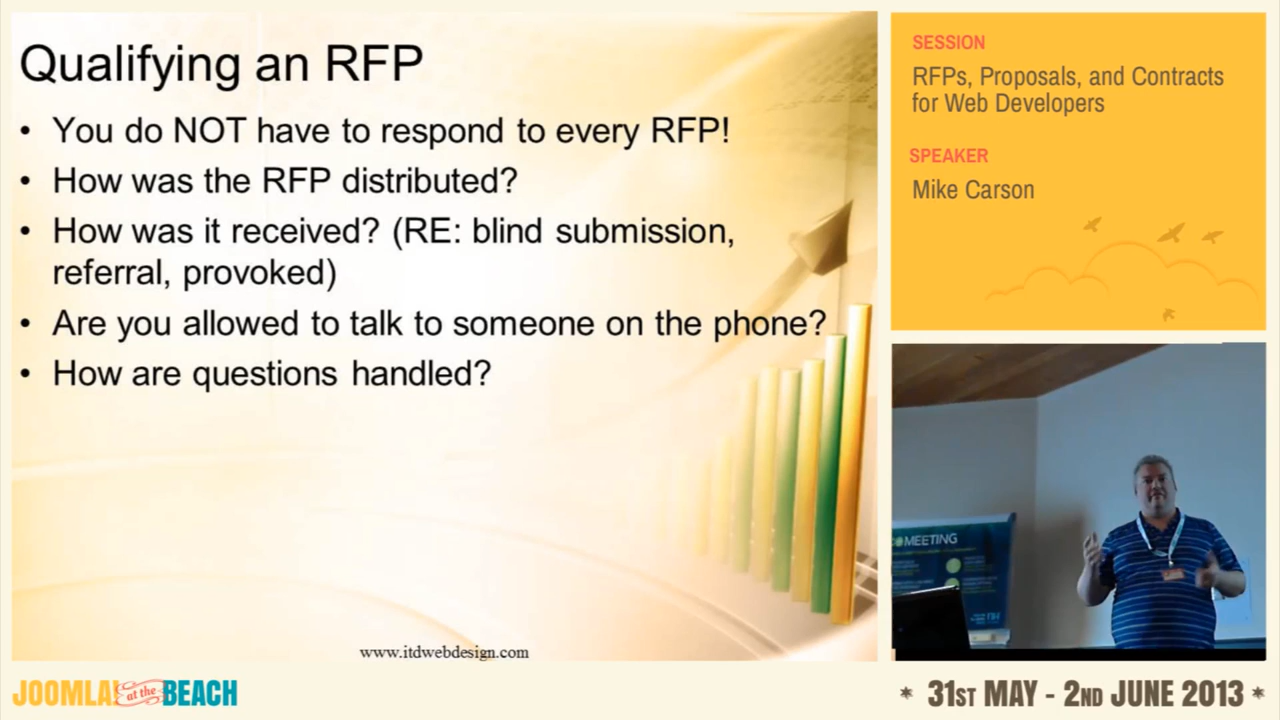 Qualifying an RFP
• You do NOT have to respond to every RFP!
• How was the RFP distributed?
• How was it received? (RE: blind submission,
referral, provoked)
• Are you allowed to talk to someone on the phone?
• How are questions handled?
www.itdwebdesign.com
SESSION
RFPs, Proposals, and Contracts
for Web Developers
SPEAKER
Mike Carson
MEETING
JOOMLA! at the BEACH
* 31ST MAY - 2ND JUNE 2013 *